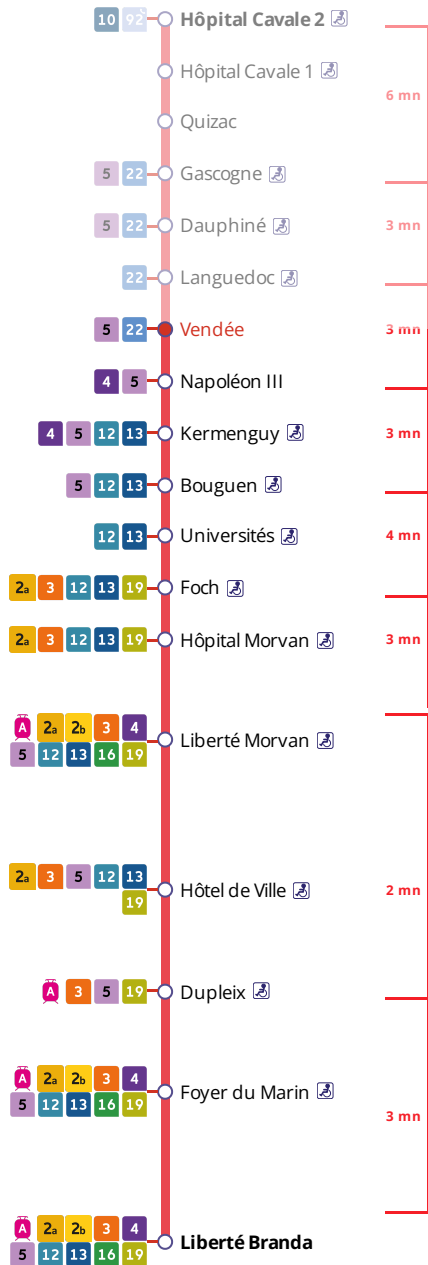 10 92 Hôpital Cavale 2
Hôpital Cavale 1
6 mn
Quizac
5 22 Gascogne
5 22 Dauphiné 3 mn
22 Languedoc
5 22 Vendée 3 mn
4 5 Napoléon III
4 5 12 13 Kermenguy 3 mn
5 12 13 Bouguen
12 13 Universités 4 mn
2a 3 12 13 19 Foch
2a 3 12 13 19 Hôpital Morvan 3 mn
A 2a 2b 3 4
5 12 13 16 19 Liberté Morvan
2a 3 5 12 13
19 Hôtel de Ville 2 mn
A 3 5 19 Dupleix
A 2a 2b 3 4
5 12 13 16 19 Foyer du Marin
3 mn
A 2a 2b 3 4
5 12 13 16 19 Liberté Branda